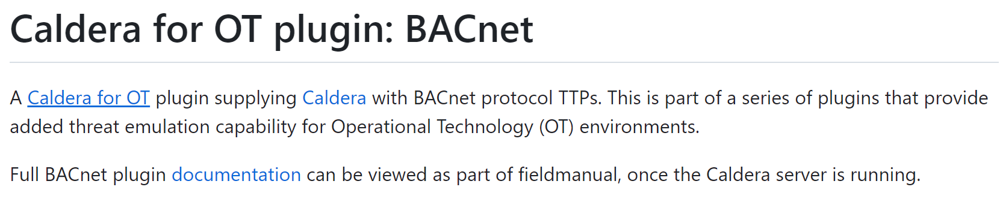 Caldera for OT plugin: BACnet
A Caldera for OT plugin supplying Caldera with BACnet protocol TTPs. This is part of a series of plugins that provide
added threat emulation capability for Operational Technology (OT) environments.
Full BACnet plugin documentation can be viewed as part of fieldmanual, once the Caldera server is running.